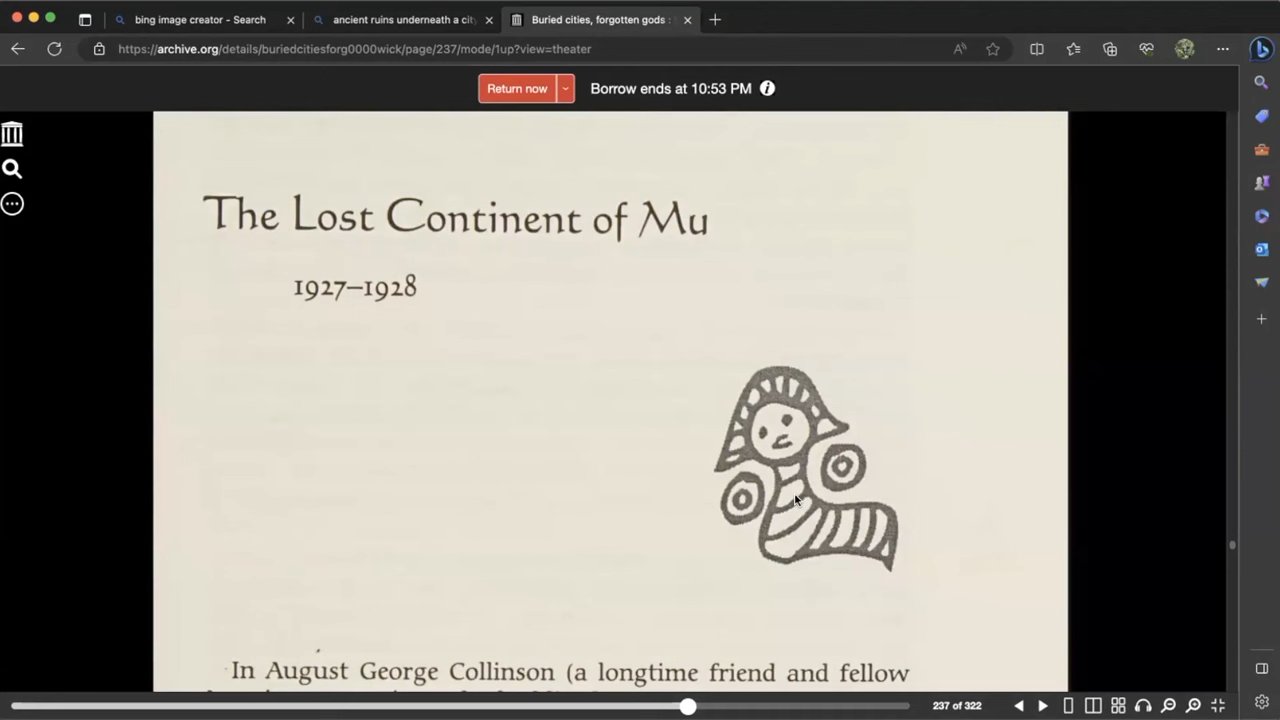 bing image creator - Search
ancient ruins underneath a city
Buried cities, forgotten gods :
https://archive.org/details/buriedcitiesforg0000wick/page/237/mode/1up?view=theater
Return now
Borrow ends at 10:53 PM
The Lost Continent of Mu
1927–1928
In August George Collinson (a longtime friend and fellow
237 of 322